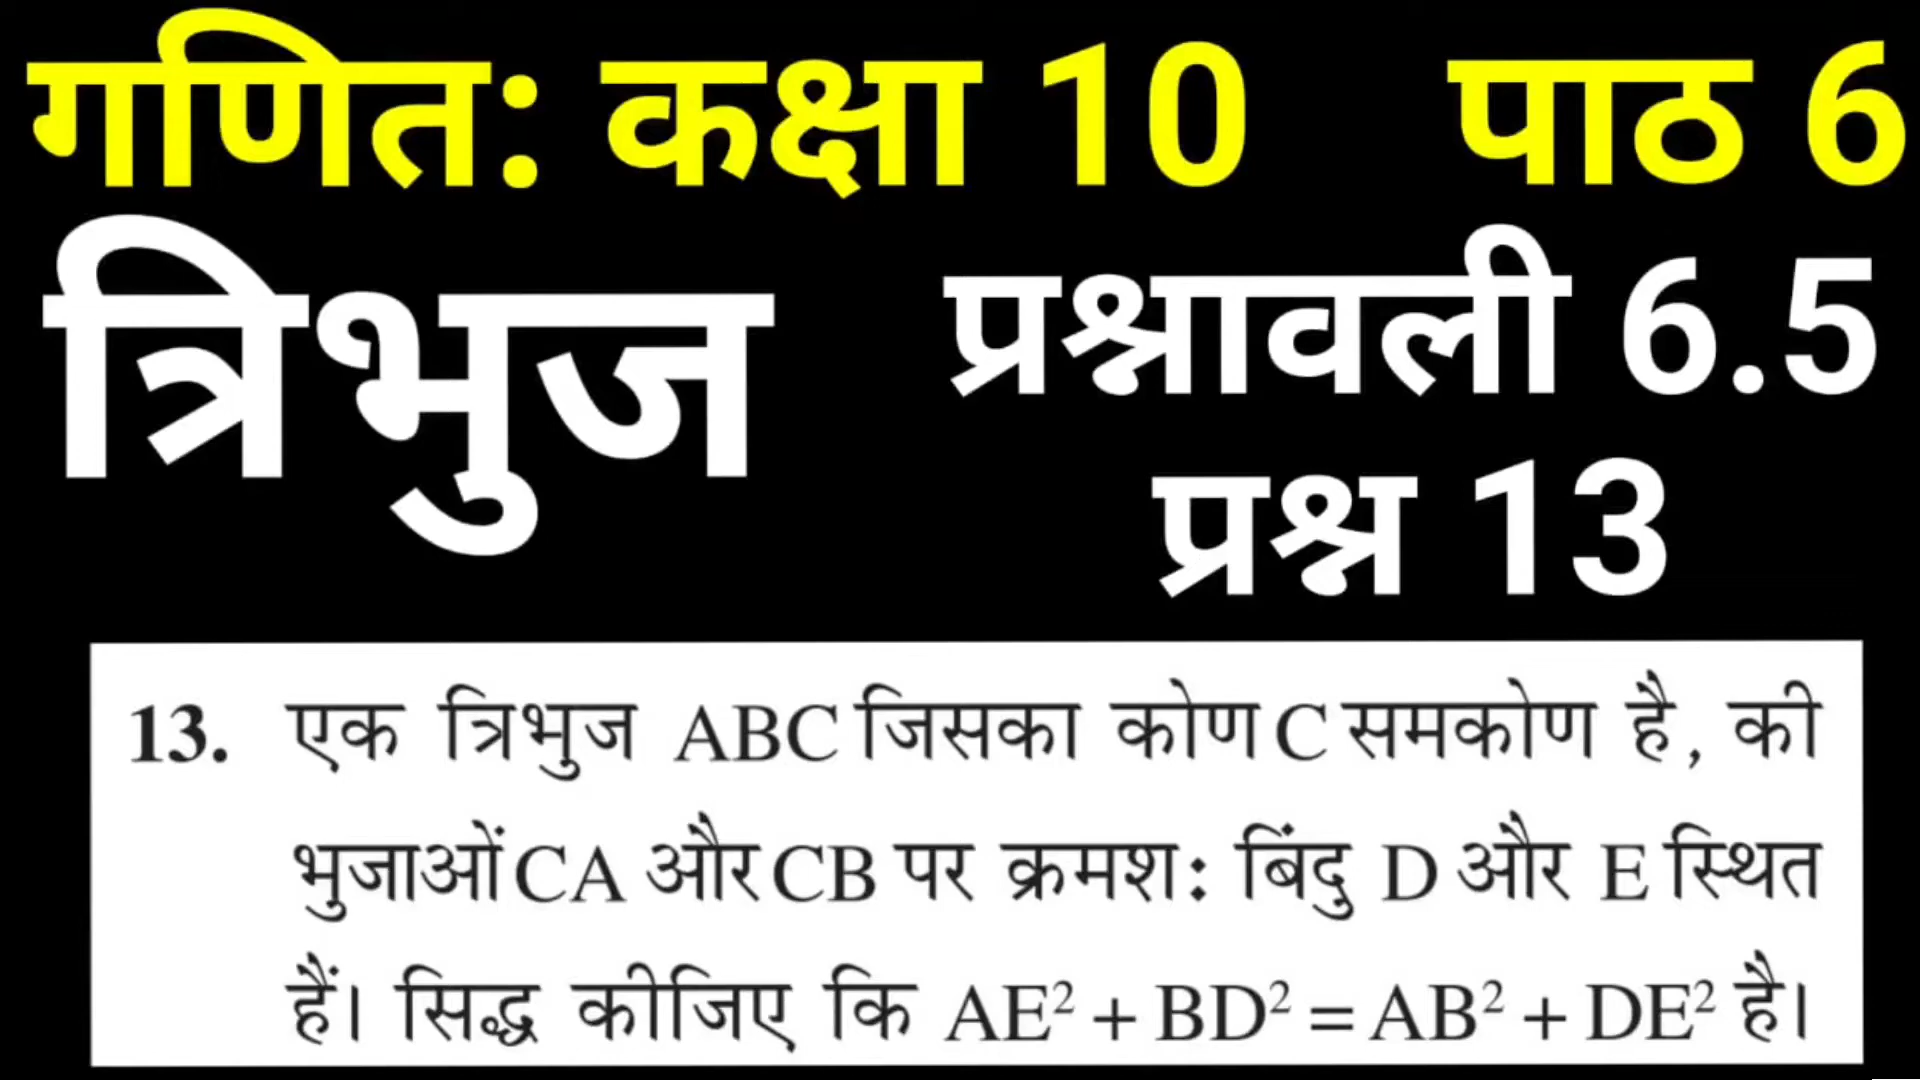 गणित: कक्षा 10 पाठ 6
त्रिभुज प्रश्नावली 6.5
प्रश्न 13
13. एक त्रिभुज ABC जिसका कोण C समकोण है, की
भुजाओं CA और CB पर क्रमशः बिंदु D और E स्थित
हैं। सिद्ध कीजिए कि AE² + BD² = AB² + DE² है।